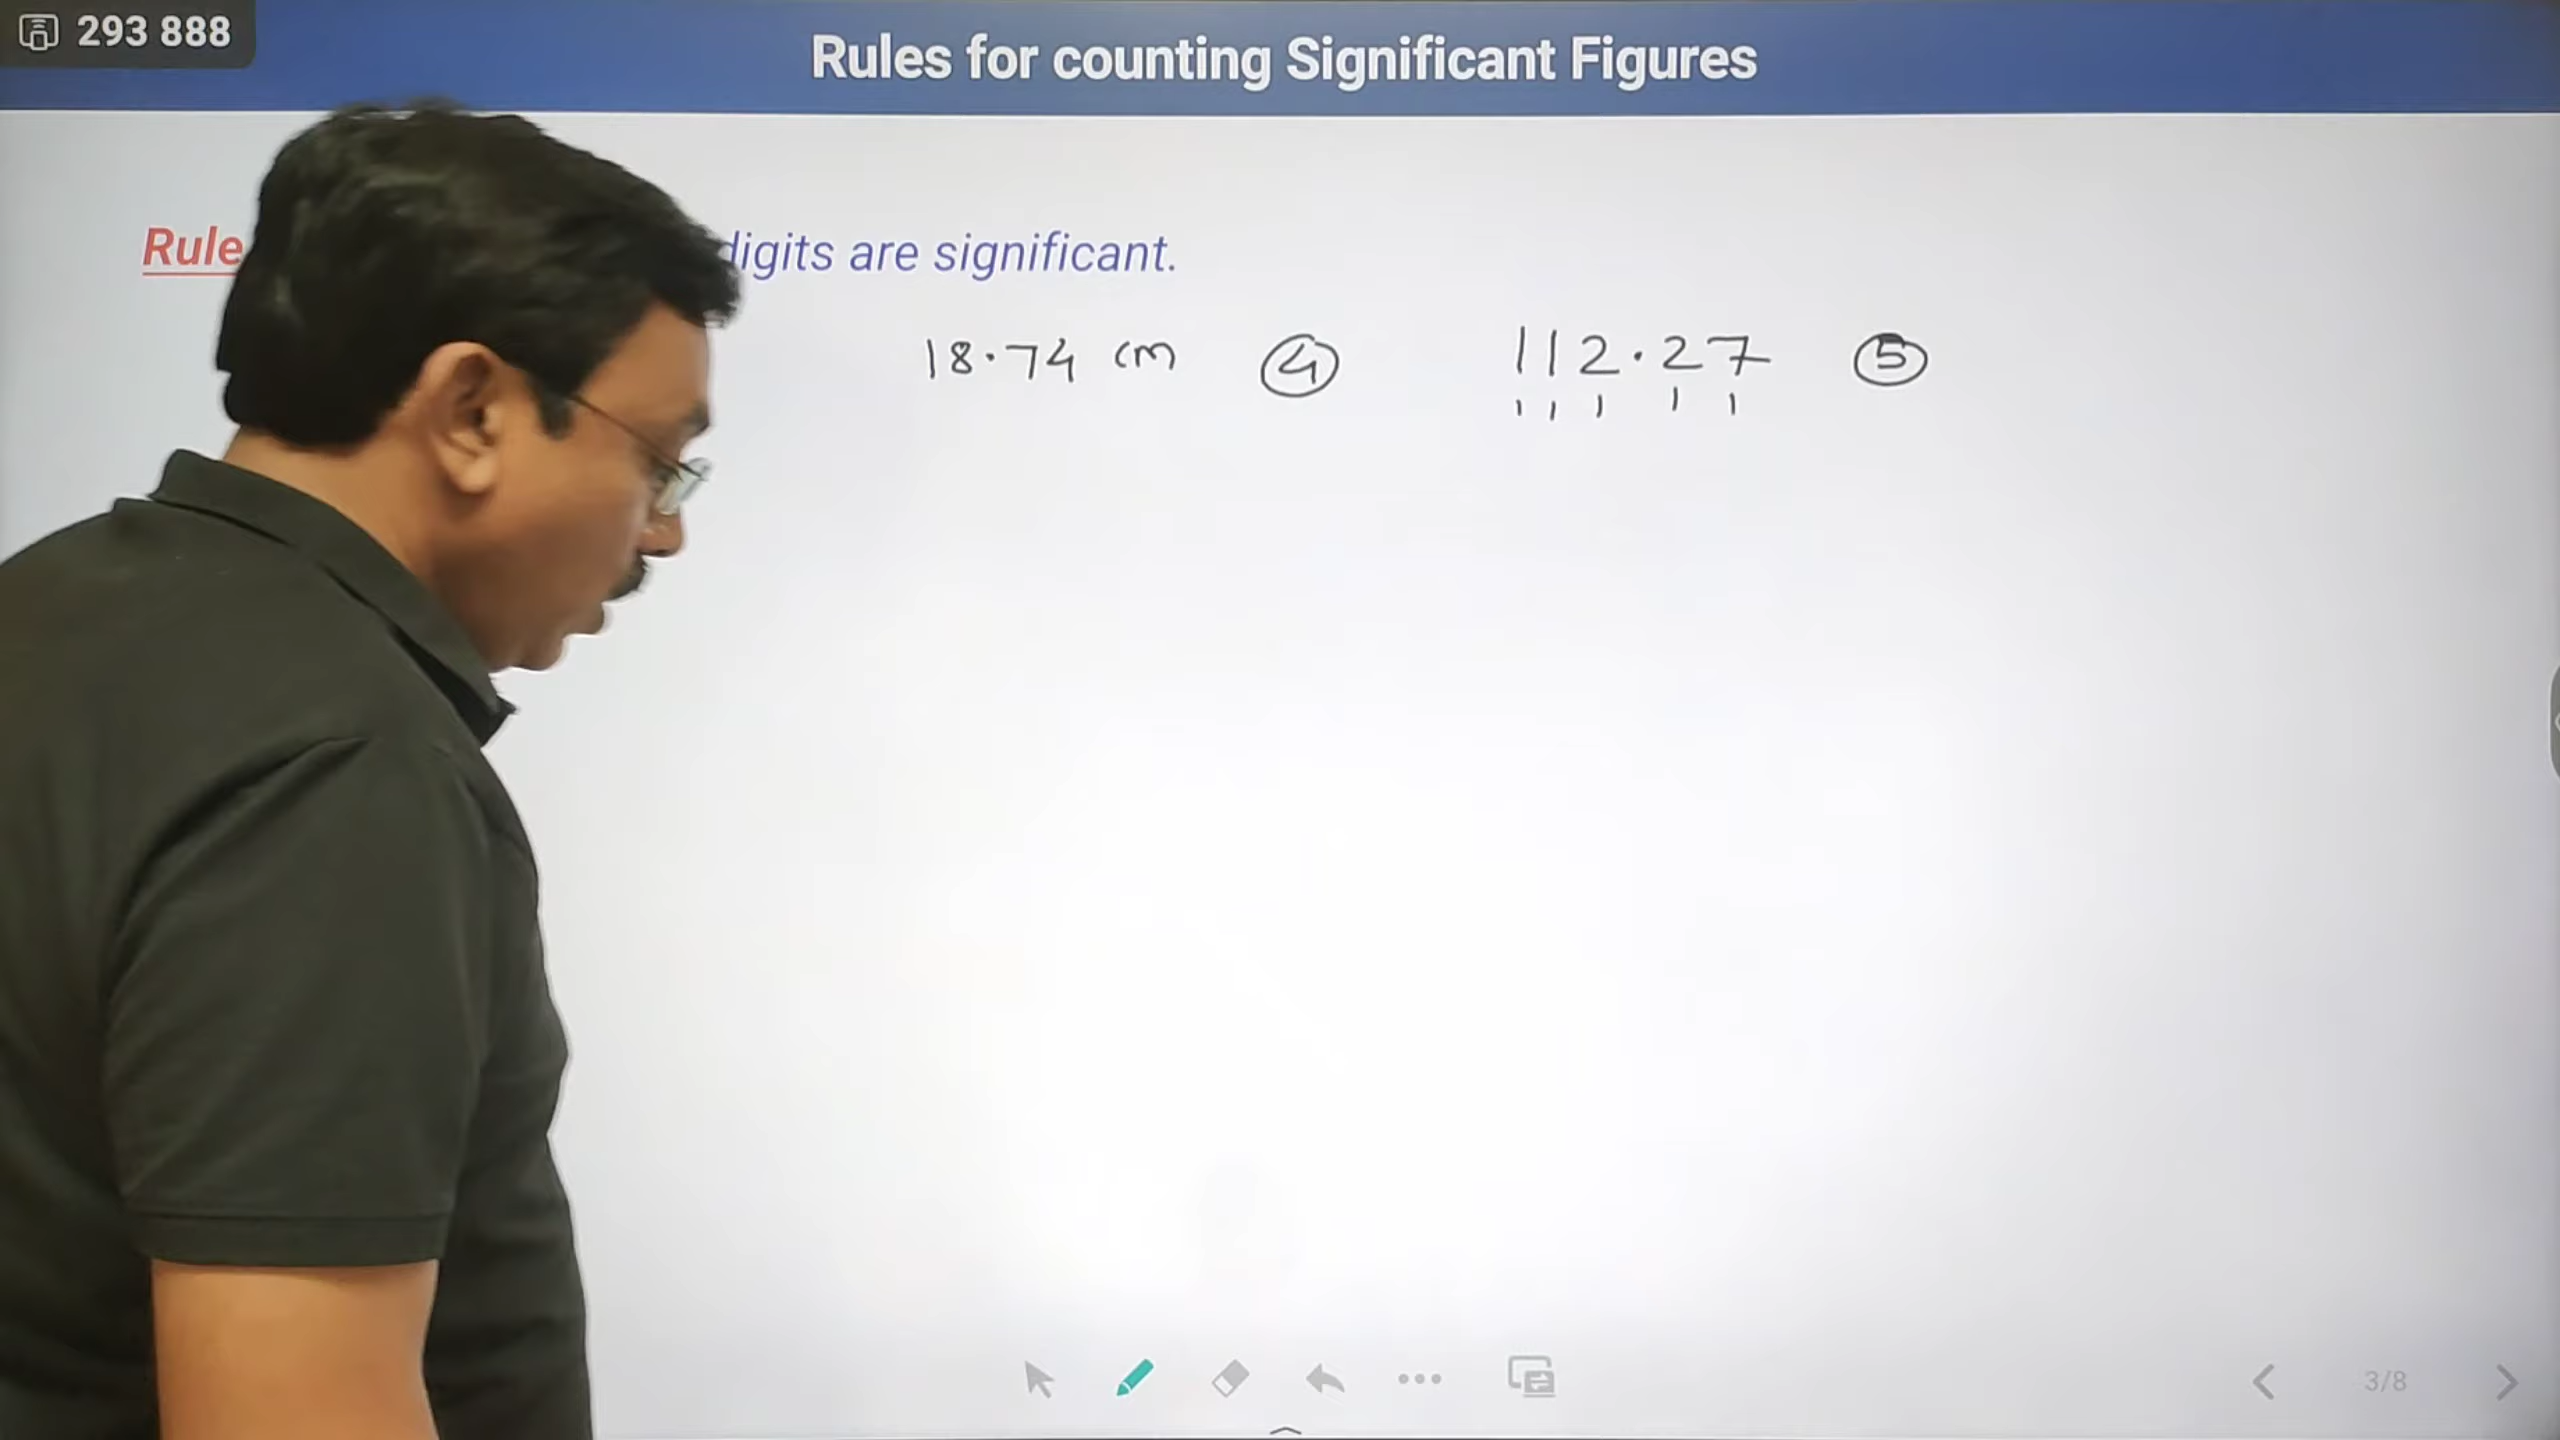 293 888
Rules for counting Significant Figures
Rule digits are significant.
18.74 cm 4 112.27 5
3/8